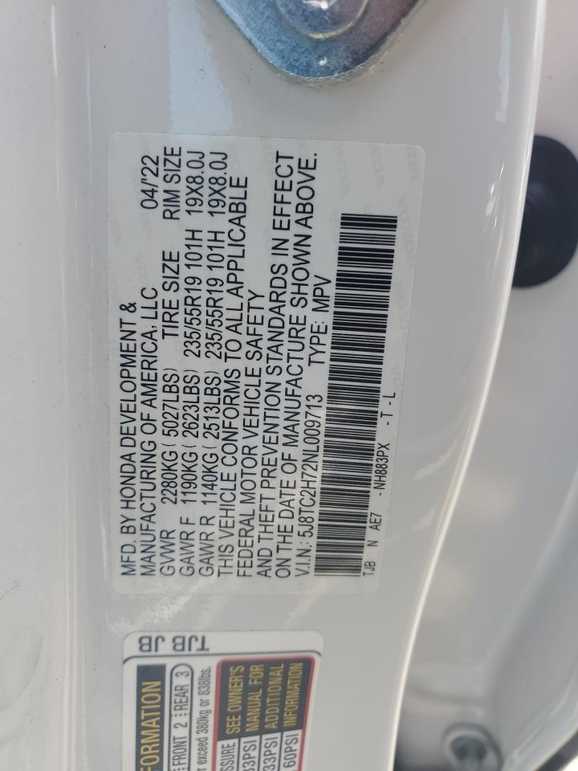 MFD. BY HONDA DEVELOPMENT &
MANUFACTURING OF AMERICA, LLC 04/'22
GVWR 2280KG ( 5027LBS) TIRE SIZE RIM SIZE
GAWR F 1190KG ( 2623LBS) 235/55R19 101H 19X8.0J
GAWR R 1140KG ( 2513LBS) 235/55R19 101H 19X8.0J
THIS VEHICLE CONFORMS TO ALL APPLICABLE
FEDERAL MOTOR VEHICLE SAFETY
AND THEFT PREVENTION STANDARDS IN EFFECT
ON THE DATE OF MANUFACTURE SHOWN ABOVE.
V.I.N.: 5J8TC2H72NL009713 TYPE: MPV
TJB N AE7 - NH883PX - T - L
TJB JB
FORMATION
FRONT 2 REAR 3
exceed 380kg or 838lbs.
SEE OWNER'S
MANUAL FOR
INFORMATION
33PSI
60PSI